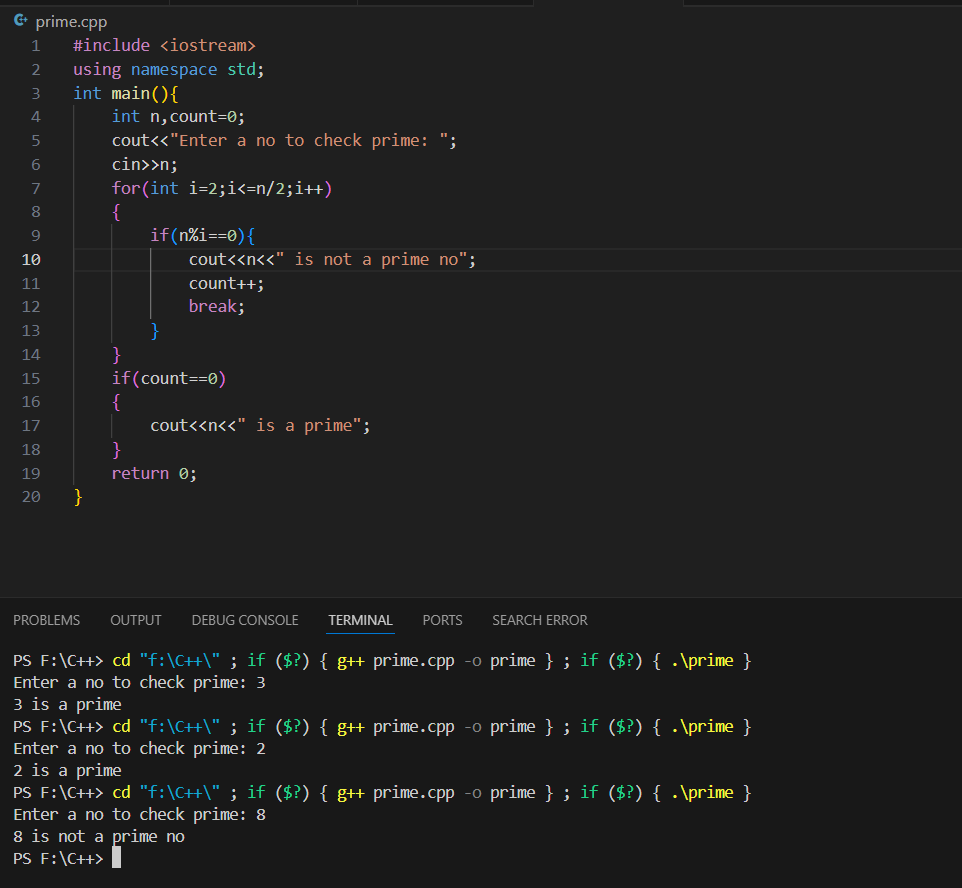 prime.cpp
1 #include <iostream>
2 using namespace std;
3 int main(){
4     int n,count=0;
5     cout<<"Enter a no to check prime: ";
6     cin>>n;
7     for(int i=2;i<=n/2;i++)
8     {
9         if(n%i==0){
10             cout<<n<<" is not a prime no";
11             count++;
12             break;
13         }
14     }
15     if(count==0)
16     {
17         cout<<n<<" is a prime";
18     }
19     return 0;
20 }
PROBLEMS OUTPUT DEBUG CONSOLE TERMINAL PORTS SEARCH ERROR
PS F:\C++> cd "f:\C++\" ; if ($?) { g++ prime.cpp -o prime } ; if ($?) { .\prime }
Enter a no to check prime: 3
3 is a prime
PS F:\C++> cd "f:\C++\" ; if ($?) { g++ prime.cpp -o prime } ; if ($?) { .\prime }
Enter a no to check prime: 2
2 is a prime
PS F:\C++> cd "f:\C++\" ; if ($?) { g++ prime.cpp -o prime } ; if ($?) { .\prime }
Enter a no to check prime: 8
8 is not a prime no
PS F:\C++>